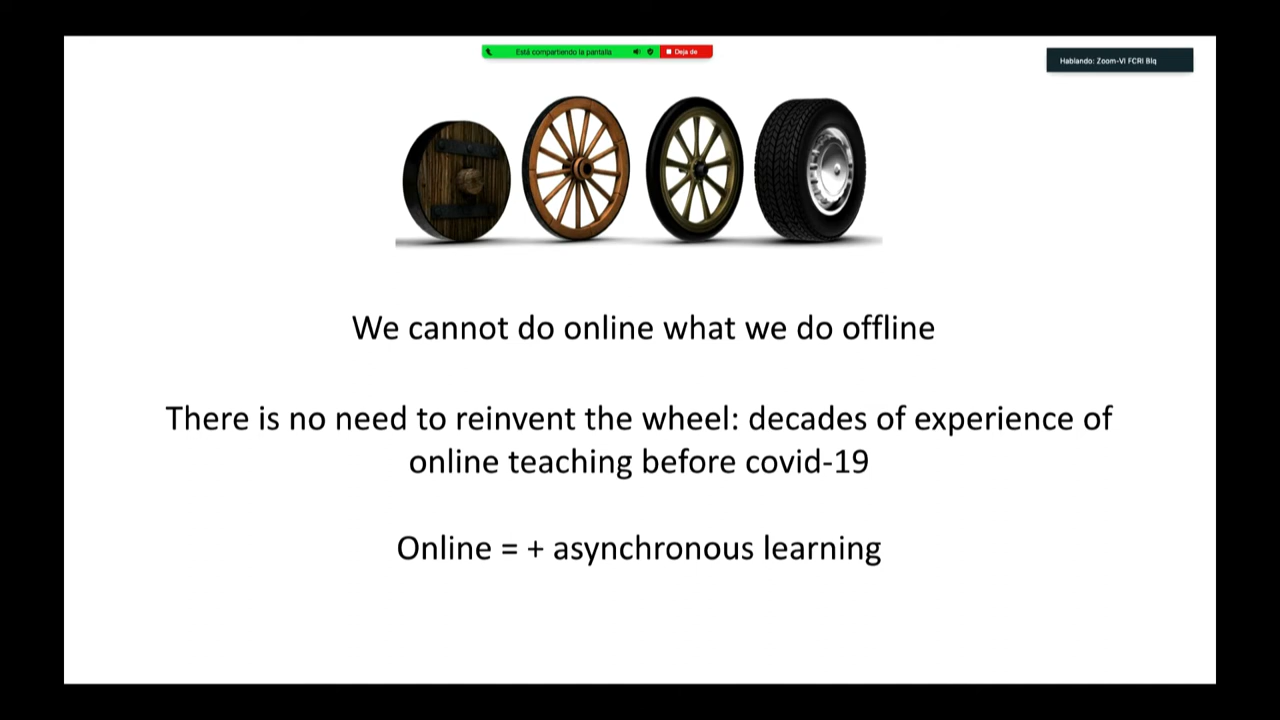 Está compartiendo la pantalla
Deja de
Hablando: Zoom-VI FCRI Blq
We cannot do online what we do offline
There is no need to reinvent the wheel: decades of experience of
online teaching before covid-19
Online = + asynchronous learning